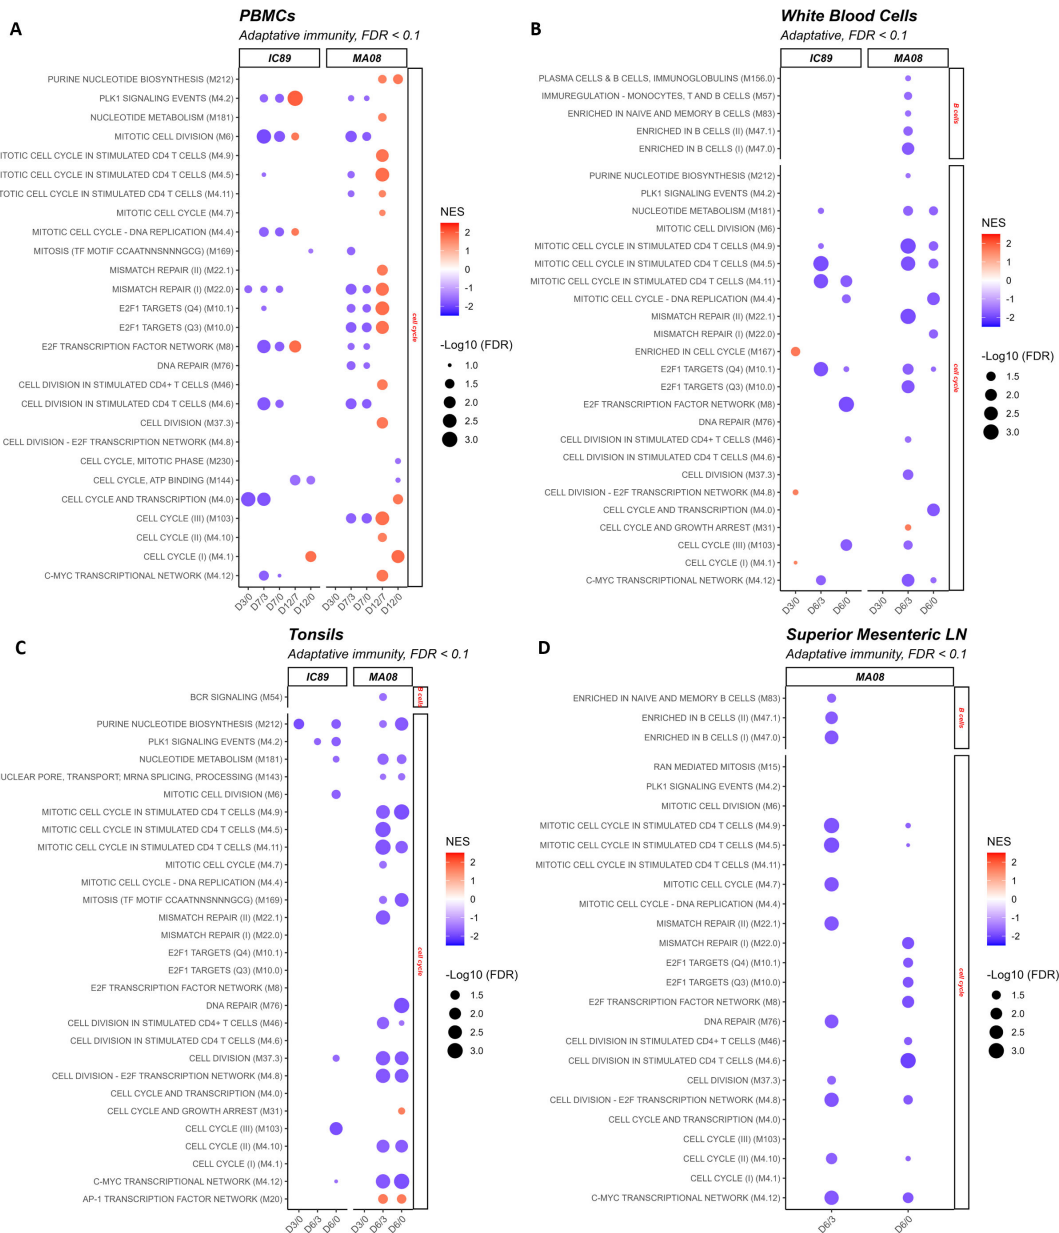 A
PBMCs
Adaptive immunity, FDR < 0.1
IC89
MA08
PURINE NUCLEOTIDE BIOSYNTHESIS (M212)
PLK1 SIGNALING EVENTS (M4.2)
NUCLEOTIDE METABOLISM (M181)
MITOTIC CELL DIVISION (M6)
ITOTIC CELL CYCLE IN STIMULATED CD4 T CELLS (M4.9)
ITOTIC CELL CYCLE IN STIMULATED CD4 T CELLS (M4.5)
TOTIC CELL CYCLE IN STIMULATED CD4 T CELLS (M4.11)
MITOTIC CELL CYCLE (M4.7)
MITOTIC CELL CYCLE - DNA REPLICATION (M4.4)
MITOSIS (TF MOTIF CCAATNNSNNNGCG) (M169)
MISMATCH REPAIR (II) (M22.1)
MISMATCH REPAIR (I) (M22.0)
E2F1 TARGETS (Q4) (M10.1)
E2F1 TARGETS (Q3) (M10.0)
E2F TRANSCRIPTION FACTOR NETWORK (M8)
DNA REPAIR (M76)
CELL DIVISION IN STIMULATED CD4+ T CELLS (M46)
CELL DIVISION IN STIMULATED CD4 T CELLS (M4.6)
CELL DIVISION (M37.3)
CELL DIVISION - E2F TRANSCRIPTION NETWORK (M4.8)
CELL CYCLE, MITOTIC PHASE (M230)
CELL CYCLE, ATP BINDING (M144)
CELL CYCLE AND TRANSCRIPTION (M4.0)
CELL CYCLE (III) (M103)
CELL CYCLE (II) (M4.10)
CELL CYCLE (I) (M4.1)
C-MYC TRANSCRIPTIONAL NETWORK (M4.12)
D3/0 D7/3 D7/0 D12/7 D12/0
D3/0 D7/3 D7/0 D12/7 D12/0
cell cycle
NES
2
1
0
-1
-2
-Log10 (FDR)
1.0
1.5
2.0
2.5
3.0
B
White Blood Cells
Adaptive, FDR < 0.1
IC89
MA08
PLASMA CELLS & B CELLS, IMMUNOGLOBULINS (M156.0)
IMMUREGULATION - MONOCYTES, T AND B CELLS (M57)
ENRICHED IN NAIVE AND MEMORY B CELLS (M83)
ENRICHED IN B CELLS (II) (M47.1)
ENRICHED IN B CELLS (I) (M47.0)
B cells
PURINE NUCLEOTIDE BIOSYNTHESIS (M212)
PLK1 SIGNALING EVENTS (M4.2)
NUCLEOTIDE METABOLISM (M181)
MITOTIC CELL DIVISION (M6)
MITOTIC CELL CYCLE IN STIMULATED CD4 T CELLS (M4.9)
MITOTIC CELL CYCLE IN STIMULATED CD4 T CELLS (M4.5)
MITOTIC CELL CYCLE IN STIMULATED CD4 T CELLS (M4.11)
MITOTIC CELL CYCLE - DNA REPLICATION (M4.4)
MISMATCH REPAIR (II) (M22.1)
MISMATCH REPAIR (I) (M22.0)
ENRICHED IN CELL CYCLE (M167)
E2F1 TARGETS (Q4) (M10.1)
E2F1 TARGETS (Q3) (M10.0)
E2F TRANSCRIPTION FACTOR NETWORK (M8)
DNA REPAIR (M76)
CELL DIVISION IN STIMULATED CD4+ T CELLS (M46)
CELL DIVISION IN STIMULATED CD4 T CELLS (M4.6)
CELL DIVISION (M37.3)
CELL DIVISION - E2F TRANSCRIPTION NETWORK (M4.8)
CELL CYCLE AND TRANSCRIPTION (M4.0)
CELL CYCLE AND GROWTH ARREST (M31)
CELL CYCLE (III) (M103)
CELL CYCLE (I) (M4.1)
C-MYC TRANSCRIPTIONAL NETWORK (M4.12)
D3/0 D6/3 D6/0
D3/0 D6/3 D6/0
cell cycle
NES
2
1
0
-1
-2
-Log10 (FDR)
1.5
2.0
2.5
3.0
C
Tonsils
Adaptive immunity, FDR < 0.1
IC89
MA08
BCR SIGNALING (M54)
B cells
PURINE NUCLEOTIDE BIOSYNTHESIS (M212)
PLK1 SIGNALING EVENTS (M4.2)
NUCLEOTIDE METABOLISM (M181)
NUCLEAR PORE, TRANSPORT; MRNA SPLICING, PROCESSING (M143)
MITOTIC CELL DIVISION (M6)
MITOTIC CELL CYCLE IN STIMULATED CD4 T CELLS (M4.9)
MITOTIC CELL CYCLE IN STIMULATED CD4 T CELLS (M4.5)
MITOTIC CELL CYCLE IN STIMULATED CD4 T CELLS (M4.11)
MITOTIC CELL CYCLE (M4.7)
MITOTIC CELL CYCLE - DNA REPLICATION (M4.4)
MITOSIS (TF MOTIF CCAATNNSNNNGCG) (M169)
MISMATCH REPAIR (II) (M22.1)
MISMATCH REPAIR (I) (M22.0)
E2F1 TARGETS (Q4) (M10.1)
E2F1 TARGETS (Q3) (M10.0)
E2F TRANSCRIPTION FACTOR NETWORK (M8)
DNA REPAIR (M76)
CELL DIVISION IN STIMULATED CD4+ T CELLS (M46)
CELL DIVISION IN STIMULATED CD4 T CELLS (M4.6)
CELL DIVISION (M37.3)
CELL DIVISION - E2F TRANSCRIPTION NETWORK (M4.8)
CELL CYCLE AND TRANSCRIPTION (M4.0)
CELL CYCLE AND GROWTH ARREST (M31)
CELL CYCLE (III) (M103)
CELL CYCLE (II) (M4.10)
CELL CYCLE (I) (M4.1)
C-MYC TRANSCRIPTIONAL NETWORK (M4.12)
AP-1 TRANSCRIPTION FACTOR NETWORK (M20)
D3/0 D6/3 D6/0
D3/0 D6/3 D6/0
cell cycle
NES
2
1
0
-1
-2
-Log10 (FDR)
1.5
2.0
2.5
3.0
D
Superior Mesenteric LN
Adaptive immunity, FDR < 0.1
MA08
ENRICHED IN NAIVE AND MEMORY B CELLS (M83)
ENRICHED IN B CELLS (II) (M47.1)
ENRICHED IN B CELLS (I) (M47.0)
B cells
RAN MEDIATED MITOSIS (M15)
PLK1 SIGNALING EVENTS (M4.2)
MITOTIC CELL DIVISION (M6)
MITOTIC CELL CYCLE IN STIMULATED CD4 T CELLS (M4.9)
MITOTIC CELL CYCLE IN STIMULATED CD4 T CELLS (M4.5)
MITOTIC CELL CYCLE IN STIMULATED CD4 T CELLS (M4.11)
MITOTIC CELL CYCLE (M4.7)
MITOTIC CELL CYCLE - DNA REPLICATION (M4.4)
MISMATCH REPAIR (II) (M22.1)
MISMATCH REPAIR (I) (M22.0)
E2F1 TARGETS (Q4) (M10.1)
E2F1 TARGETS (Q3) (M10.0)
E2F TRANSCRIPTION FACTOR NETWORK (M8)
DNA REPAIR (M76)
CELL DIVISION IN STIMULATED CD4+ T CELLS (M46)
CELL DIVISION IN STIMULATED CD4 T CELLS (M4.6)
CELL DIVISION (M37.3)
CELL DIVISION - E2F TRANSCRIPTION NETWORK (M4.8)
CELL CYCLE AND TRANSCRIPTION (M4.0)
CELL CYCLE (III) (M103)
CELL CYCLE (II) (M4.10)
CELL CYCLE (I) (M4.1)
C-MYC TRANSCRIPTIONAL NETWORK (M4.12)
D6/3 D6/0
cell cycle
NES
2
1
0
-1
-2
-Log10 (FDR)
1.5
2.0
2.5
3.0